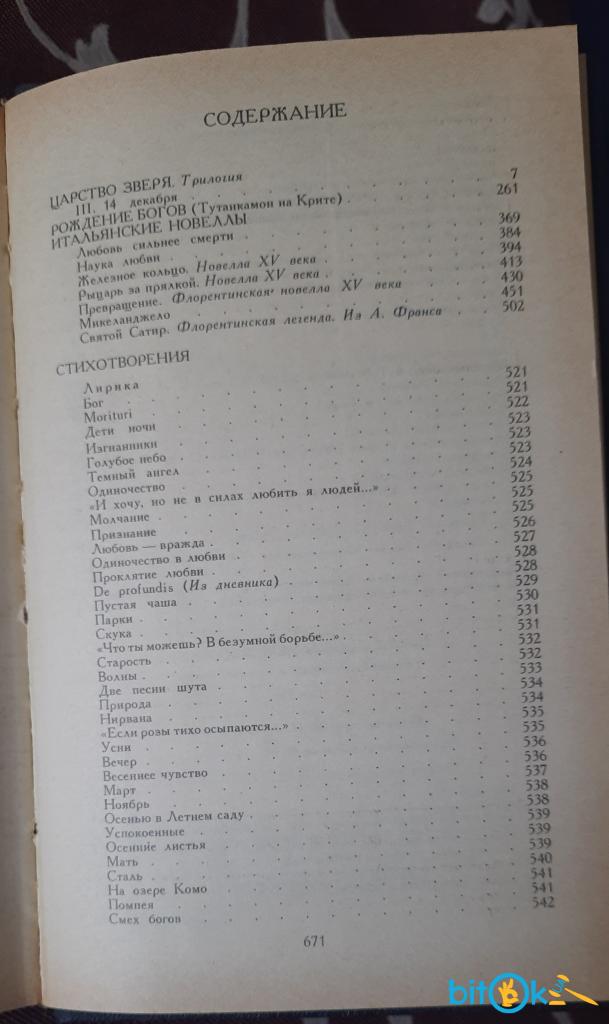 СОДЕРЖАНИЕ
ЦАРСТВО ЗВЕРЯ. Трилогия
III. 14 декабря . . . . . 7
РОЖДЕНИЕ БОГОВ (Тутанкамон на Крите) . . . . . 261
ИТАЛЬЯНСКИЕ НОВЕЛЛЫ
Любовь сильнее смерти . . . . . 369
Наука любви . . . . . 384
Железное кольцо. Новелла XV века . . . . . 394
Рыцарь за прялкой. Новелла XV века . . . . . 413
Превращение. Флорентинская новелла XV века . . . . . 430
Микеланджело . . . . . 451
Святой Сатир. Флорентинская легенда. Из А. Франса . . 502
СТИХОТВОРЕНИЯ
Лирика
Бог . . . . . 521
Morituri . . . . . 521
Дети ночи . . . . . 522
Изгнанники . . . . . 523
Голубое небо . . . . . 523
Темный ангел . . . . . 523
Одиночество . . . . . 524
«И хочу, но не в силах любить я людей...» . . . . . 525
Молчание . . . . . 525
Признание . . . . . 525
Любовь — вражда . . . . . 526
Одиночество в любви . . . . . 527
Проклятие любви . . . . . 528
De profundis (Из дневника) . . . . . 528
Пустая чаша . . . . . 529
Парки . . . . . 530
Скука . . . . . 531
«Что ты можешь? В безумной борьбе...» . . . . . 531
Старость . . . . . 532
Волны . . . . . 532
Две песни шута . . . . . 533
Природа . . . . . 534
Нирвана . . . . . 534
«Если розы тихо осыпаются...» . . . . . 535
Усни . . . . . 535
Вечер . . . . . 536
Весеннее чувство . . . . . 536
Март . . . . . 537
Ноябрь . . . . . 538
Осенью в Летнем саду . . . . . 538
Успокоенные . . . . . 539
Осенние листья . . . . . 539
Мать . . . . . 539
Сталь . . . . . 540
На озере Комо . . . . . 541
Помпея . . . . . 541
Смех богов . . . . . 542
671